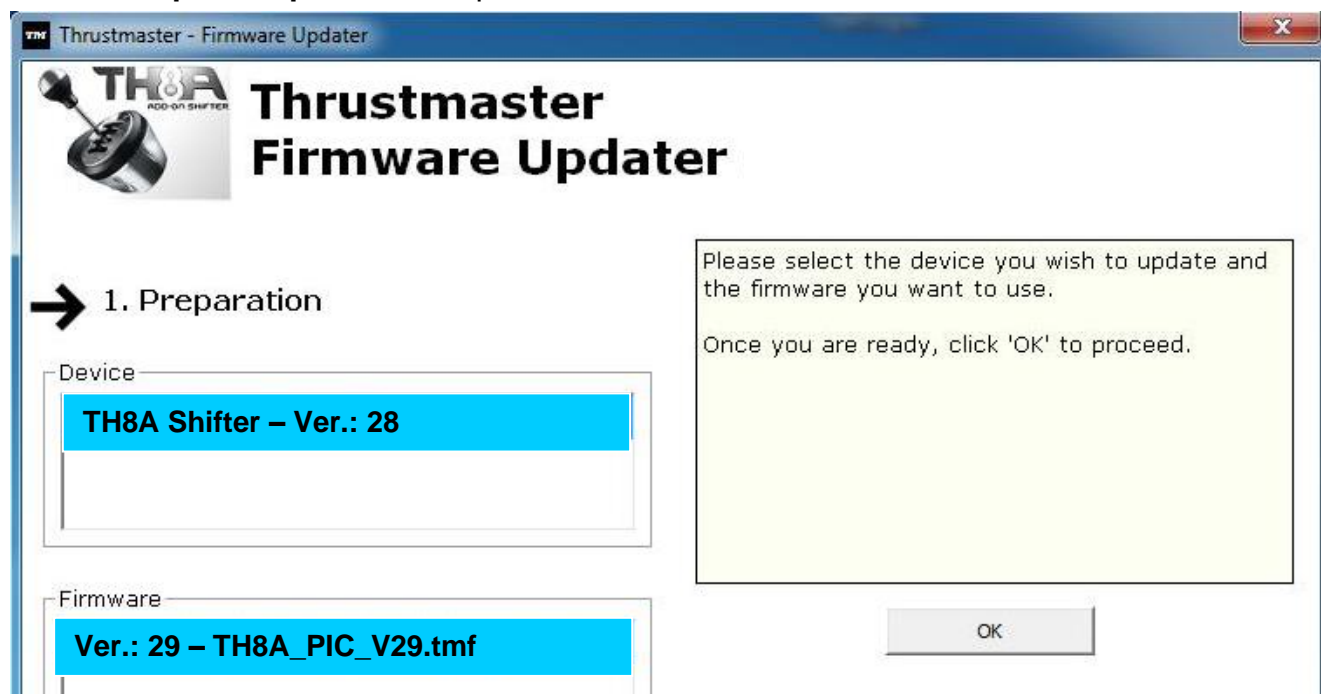 Thrustmaster - Firmware Updater
TH8A
ADD-ON SHIFTER
Thrustmaster
Firmware Updater
1. Preparation
Please select the device you wish to update and
the firmware you want to use.
Once you are ready, click 'OK' to proceed.
Device
TH8A Shifter – Ver.: 28
Firmware
Ver.: 29 – TH8A_PIC_V29.tmf
OK